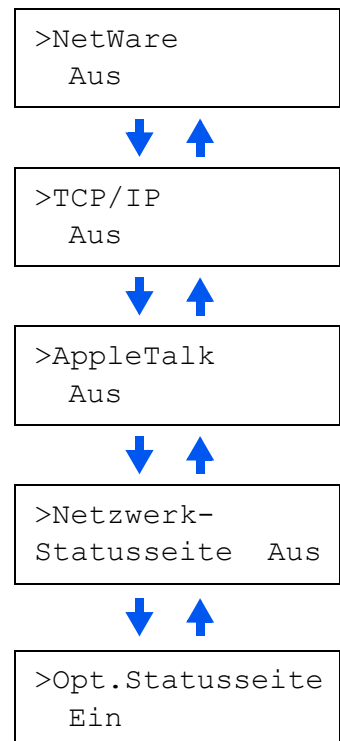 >NetWare
Aus
>TCP/IP
Aus
>AppleTalk
Aus
>Netzwerk-
Statusseite Aus
>Opt.Statusseite
Ein